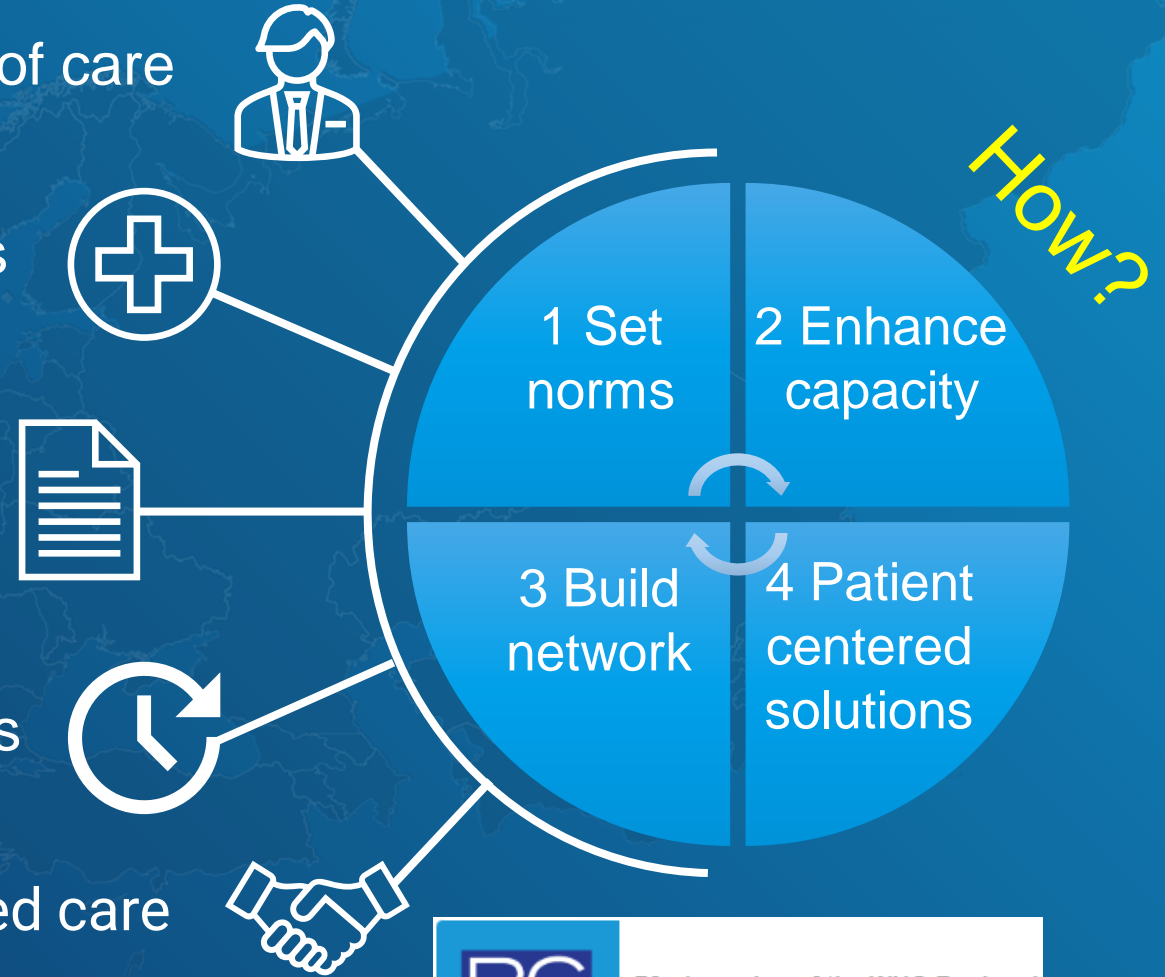 of care
How?
1 Set
norms
2 Enhance
capacity
3 Build
network
4 Patient
centered
solutions
ed care